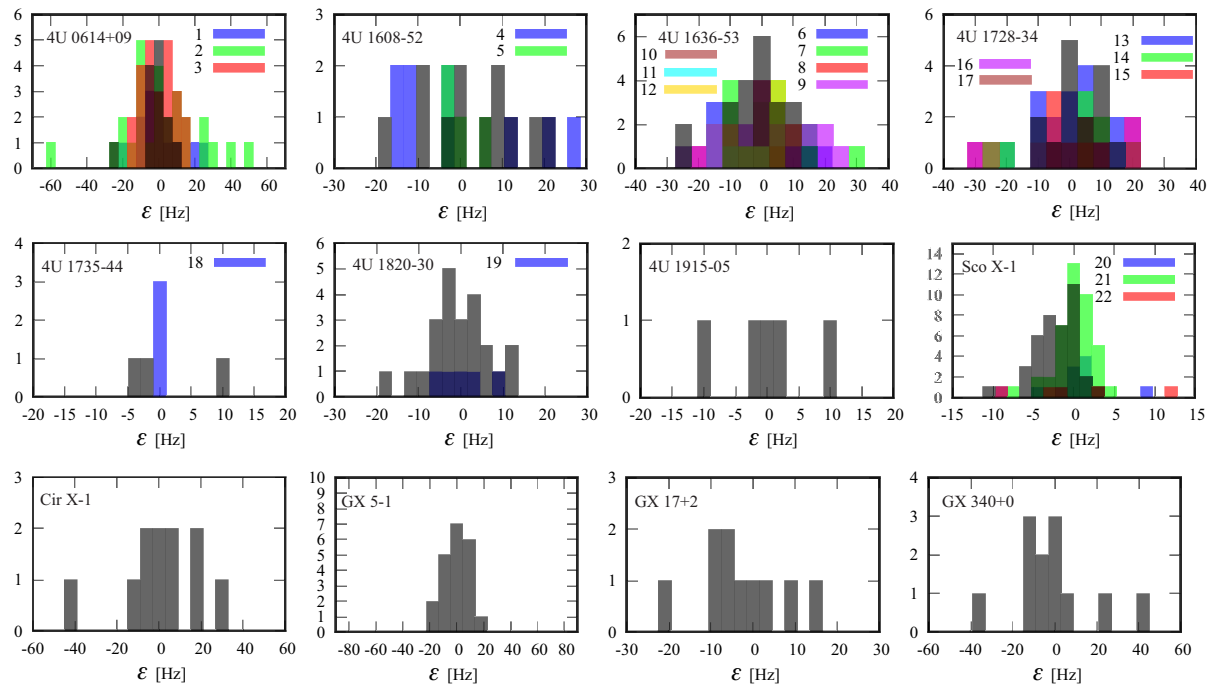 4U 0614+09
1
2
3
6
5
4
3
2
1
0
-60 -40 -20 0 20 40 60
ℰ [Hz]
4U 1608-52
4
5
3
2
1
0
-30 -20 -10 0 10 20 30
ℰ [Hz]
4U 1636-53
10
11
12
6
7
8
9
6
4
2
0
-40 -30 -20 -10 0 10 20 30 40
ℰ [Hz]
4U 1728-34
16
17
13
14
15
6
4
2
0
-40 -30 -20 -10 0 10 20 30 40
ℰ [Hz]
4U 1735-44
18
4
3
2
1
0
-20 -15 -10 -5 0 5 10 15 20
ℰ [Hz]
4U 1820-30
19
6
5
4
3
2
1
0
-30 -20 -10 0 10 20 30
ℰ [Hz]
4U 1915-05
2
1
0
-20 -15 -10 -5 0 5 10 15 20
ℰ [Hz]
Sco X-1
20
21
22
14
12
10
8
6
4
2
0
-15 -10 -5 0 5 10 15
ℰ [Hz]
Cir X-1
3
2
1
0
-60 -40 -20 0 20 40 60
ℰ [Hz]
GX 5-1
10
9
8
7
6
5
4
3
2
1
0
-80 -60 -40 -20 0 20 40 60 80
ℰ [Hz]
GX 17+2
3
2
1
0
-30 -20 -10 0 10 20 30
ℰ [Hz]
GX 340+0
4
3
2
1
0
-60 -40 -20 0 20 40 60
ℰ [Hz]